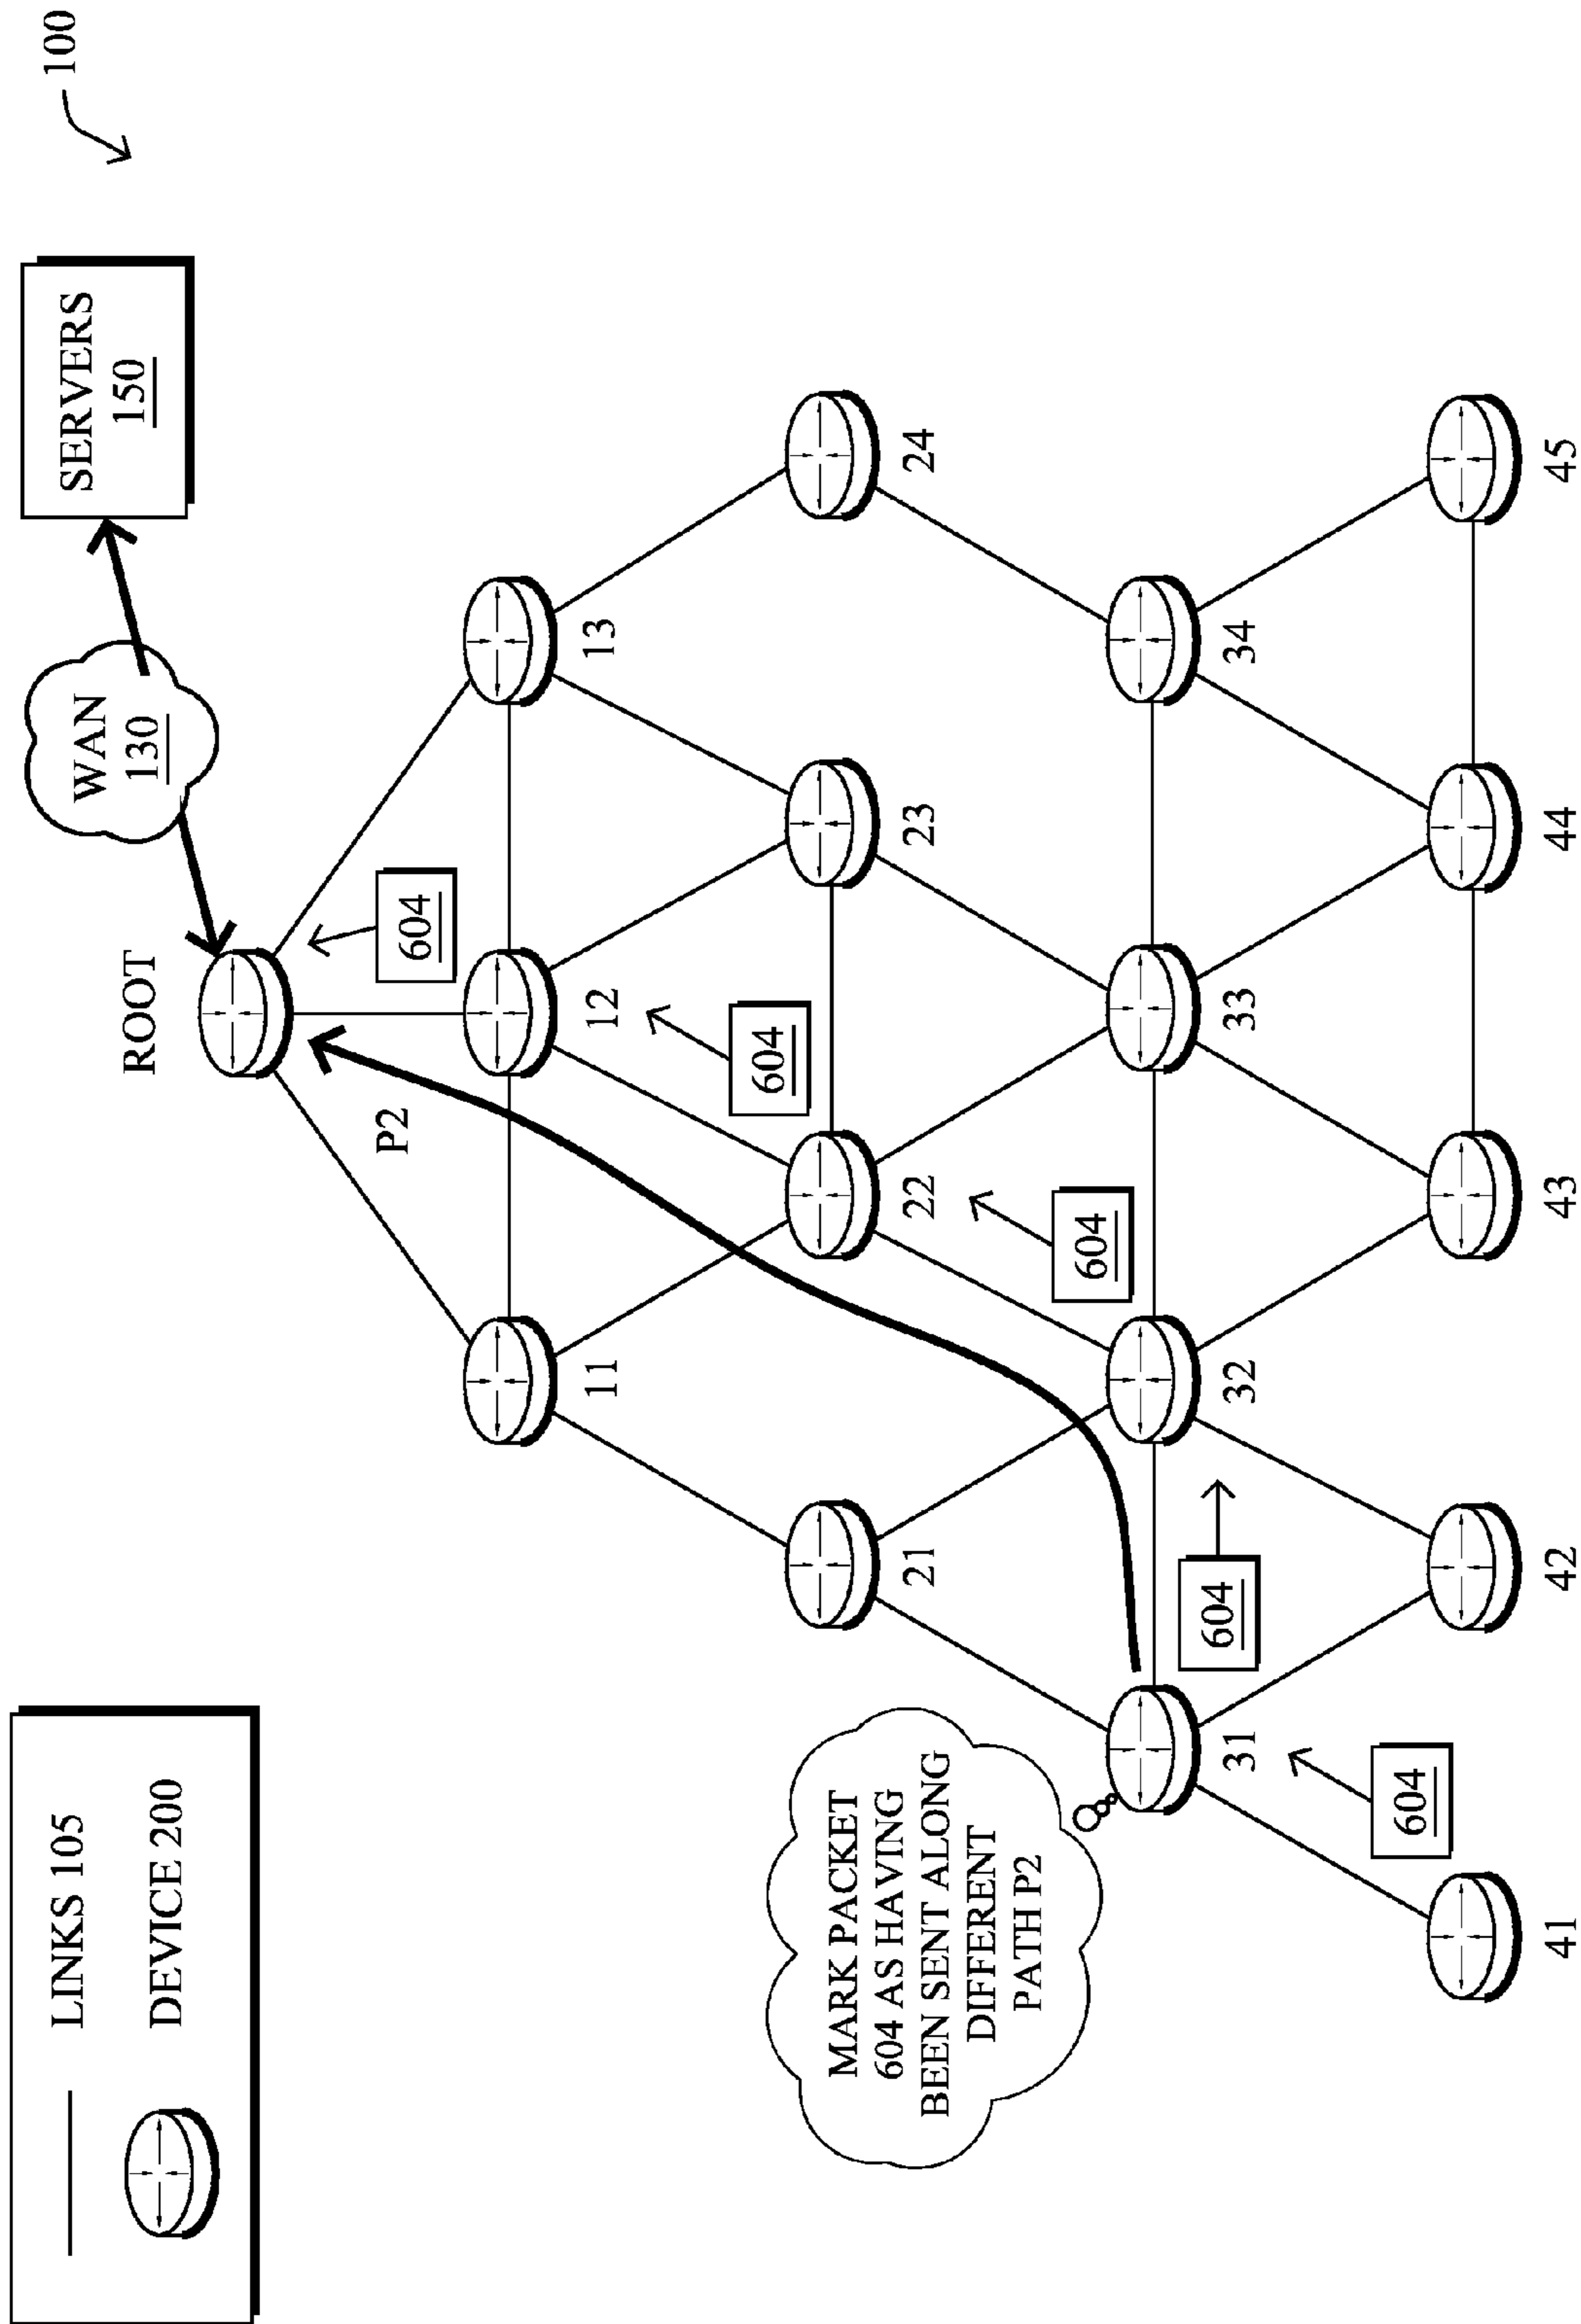 LINKS 105
DEVICE 200
100
SERVERS
150
WAN
130
ROOT
P2
604
11
12
13
604
21
22
23
24
604
MARK PACKET
604 AS HAVING
BEEN SENT ALONG
DIFFERENT
PATH P2
31
32
33
34
604
604
41
42
43
44
45